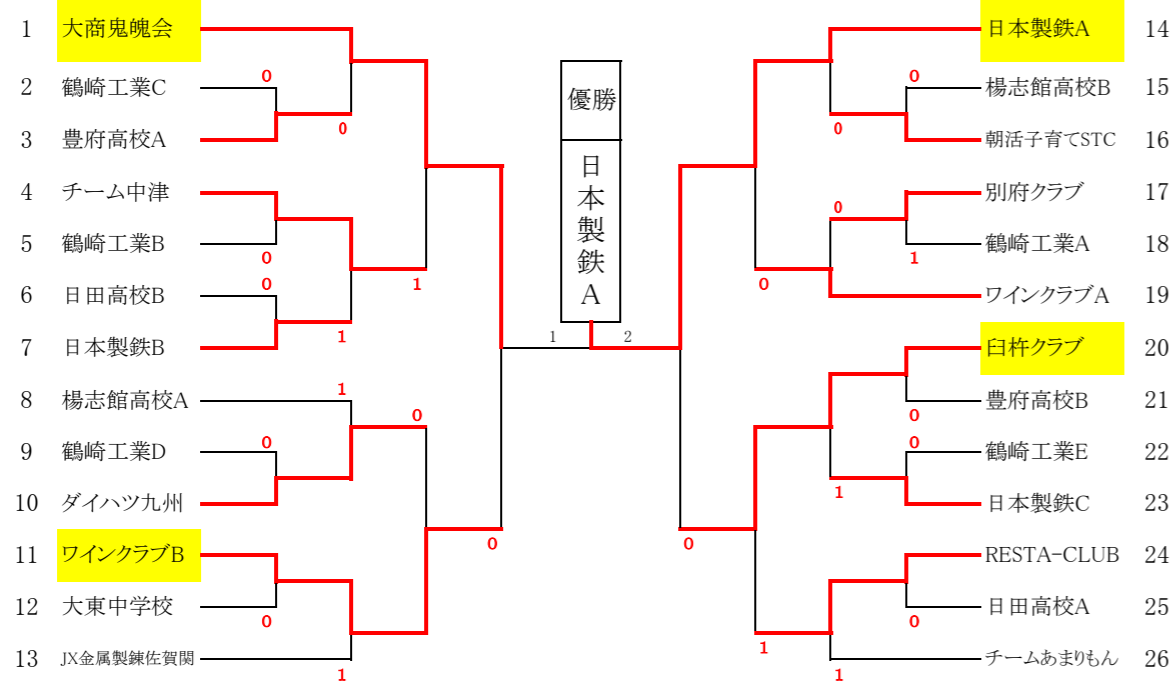 1 大商鬼魄会
2 鶴崎工業C
3 豊府高校A
4 チーム中津
5 鶴崎工業B
6 日田高校B
7 日本製鉄B
8 楊志館高校A
9 鶴崎工業D
10 ダイハツ九州
11 ワインクラブB
12 大東中学校
13 JX金属製錬佐賀関
0
0
0
0
1
1
1
0
0
0
1
0
優勝
日本製鉄A
1 2
日本製鉄A 14
楊志館高校B 15
朝活子育てSTC 16
別府クラブ 17
鶴崎工業A 18
ワインクラブA 19
臼杵クラブ 20
豊府高校B 21
鶴崎工業E 22
日本製鉄C 23
RESTA-CLUB 24
日田高校A 25
チームあまりもん 26
0
0
0
1
0
0
0
1
0
0
1
1